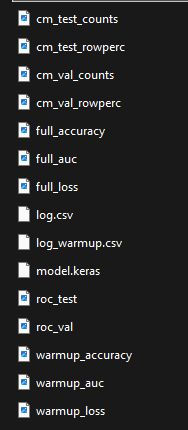 cm_test_counts
cm_test_rowperc
cm_val_counts
cm_val_rowperc
full_accuracy
full_auc
full_loss
log.csv
log_warmup.csv
model.keras
roc_test
roc_val
warmup_accuracy
warmup_auc
warmup_loss